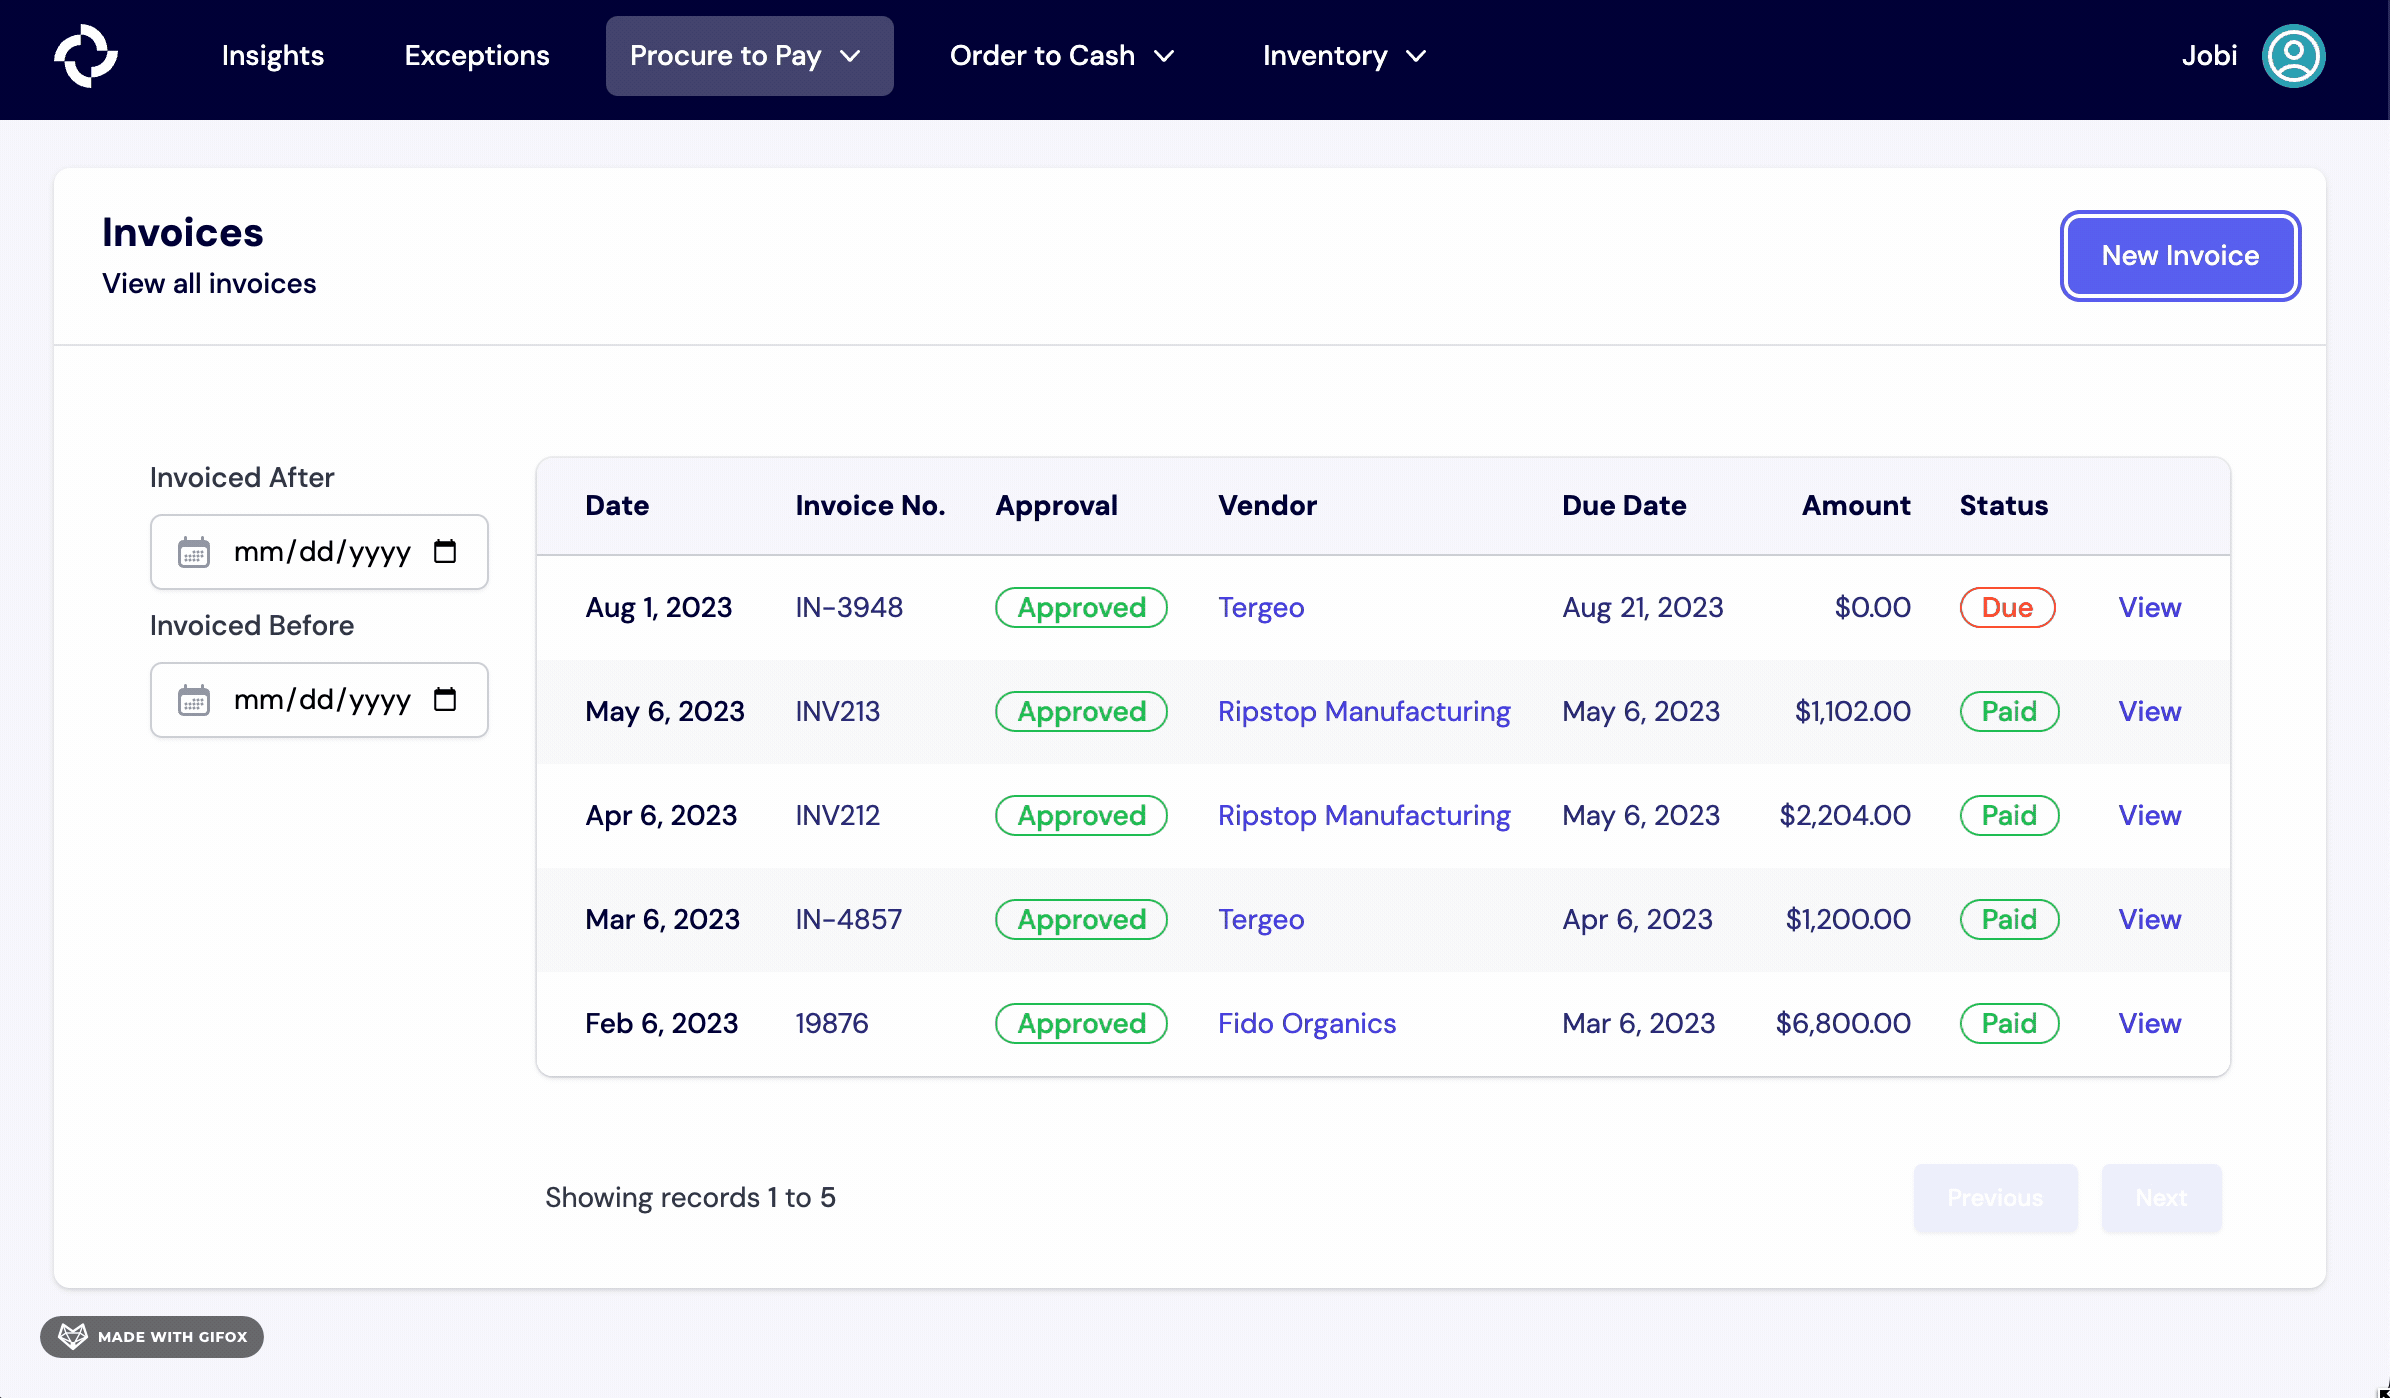 Insights Exceptions Procure to Pay Order to Cash Inventory Jobi
Invoices
View all invoices
New Invoice
Invoiced After
mm/dd/yyyy
Invoiced Before
mm/dd/yyyy
Date Invoice No. Approval Vendor Due Date Amount Status
Aug 1, 2023 IN-3948 Approved Tergeo Aug 21, 2023 $0.00 Due View
May 6, 2023 INV213 Approved Ripstop Manufacturing May 6, 2023 $1,102.00 Paid View
Apr 6, 2023 INV212 Approved Ripstop Manufacturing May 6, 2023 $2,204.00 Paid View
Mar 6, 2023 IN-4857 Approved Tergeo Apr 6, 2023 $1,200.00 Paid View
Feb 6, 2023 19876 Approved Fido Organics Mar 6, 2023 $6,800.00 Paid View
Showing records 1 to 5
Previous Next
MADE WITH GIFOX